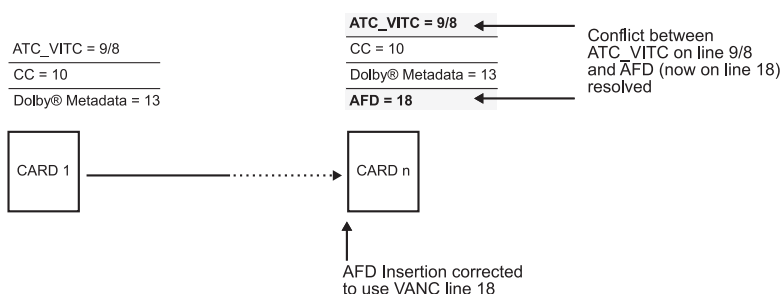 ATC_VITC = 9/8
CC = 10
Dolby® Metadata = 13
CARD 1
ATC_VITC = 9/8
CC = 10
Dolby® Metadata = 13
AFD = 18
CARD n
Conflict between
ATC_VITC on line 9/8
and AFD (now on line 18)
resolved
AFD Insertion corrected
to use VANC line 18